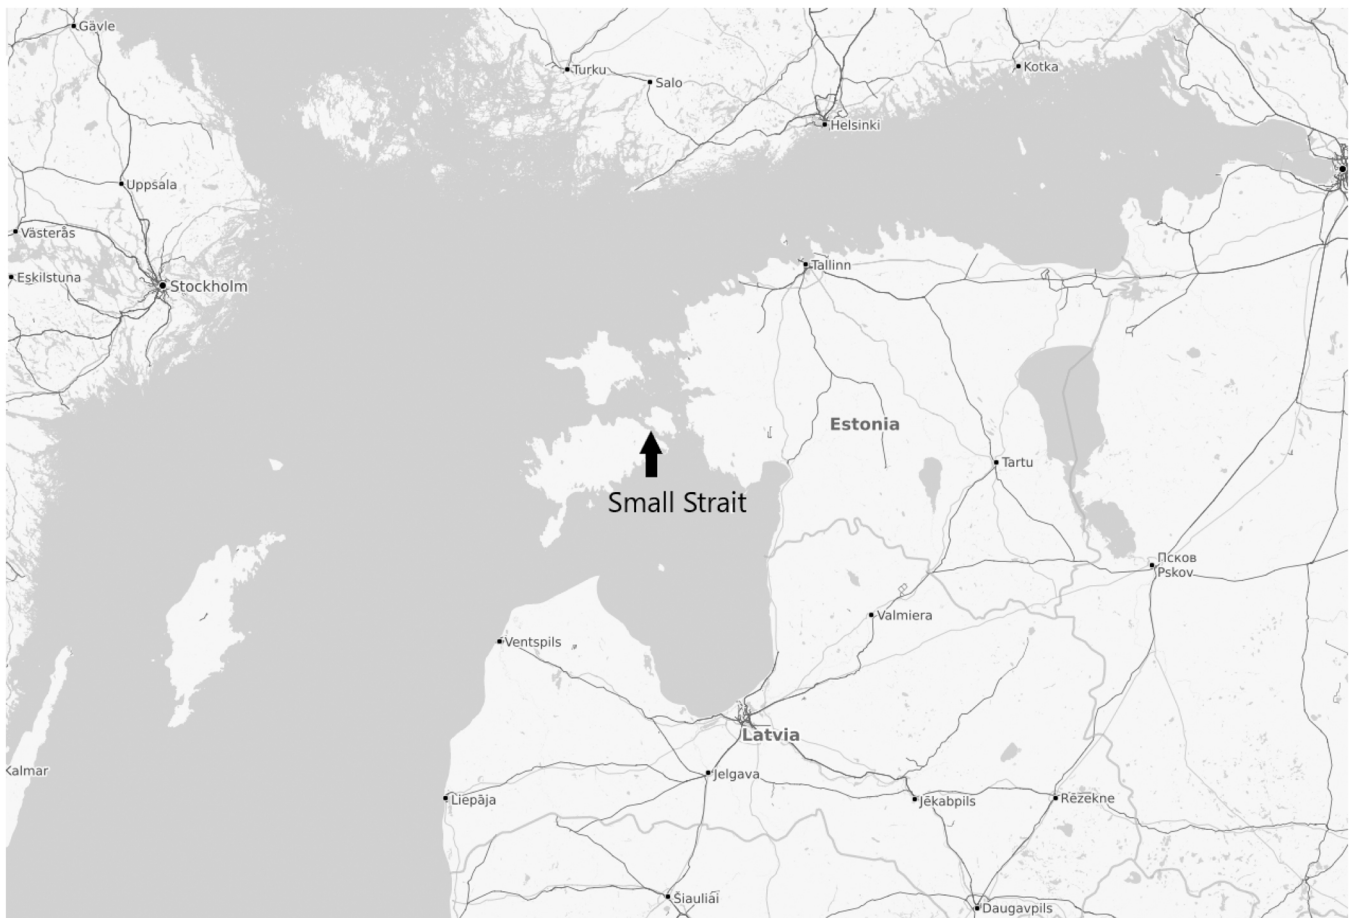 Gävle
Turku
Salo
Kotka
Helsinki
Uppsala
Västerås
Tallinn
Eskilstuna
Stockholm
Estonia
Tartu
Small Strait
Псков
Pskov
Valmiera
Ventspils
Latvia
Kalmar
Jelgava
Liepāja
Jēkabpils
Rēzekne
Šiauliai
Daugavpils